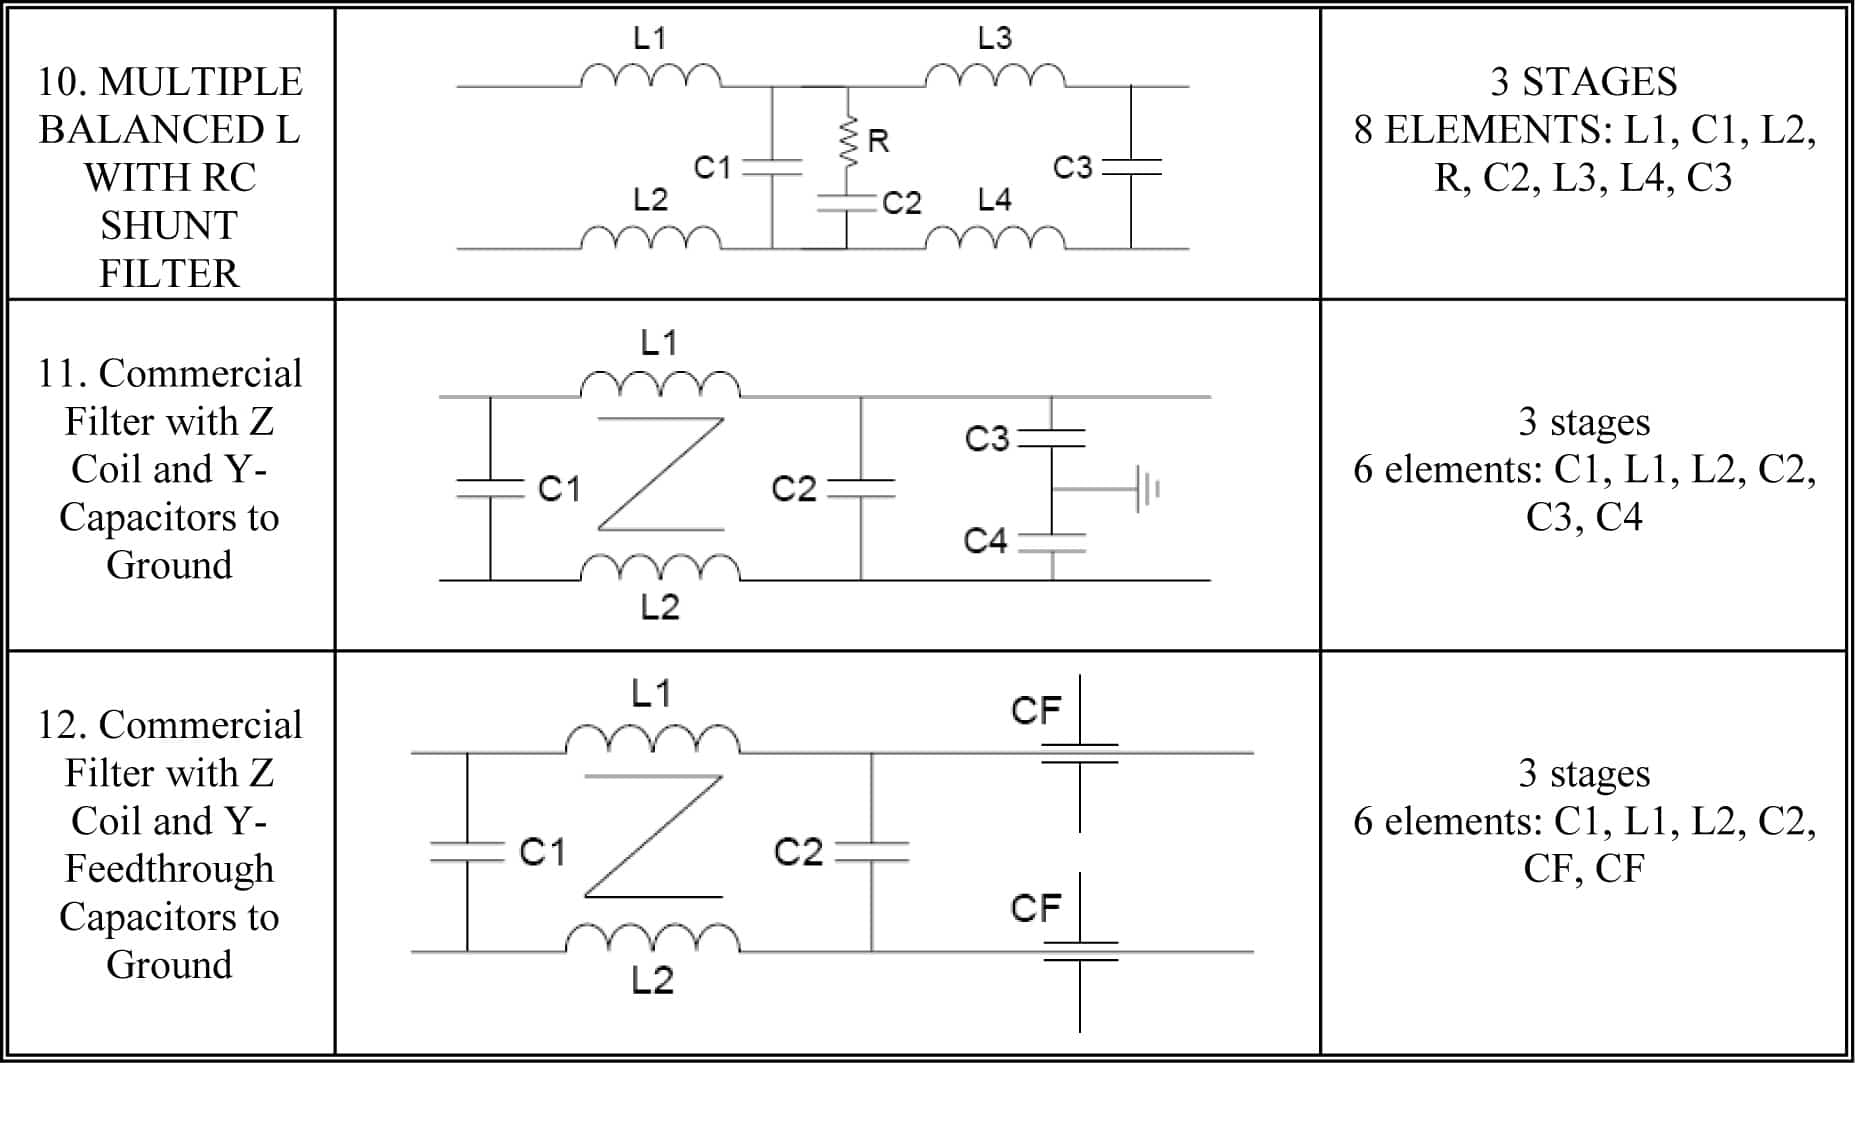 10. MULTIPLE
BALANCED L
WITH RC
SHUNT
FILTER
L1
L3
R
C1
C3
L2
C2
L4
3 STAGES
8 ELEMENTS: L1, C1, L2,
R, C2, L3, L4, C3
11. Commercial
Filter with Z
Coil and Y-
Capacitors to
Ground
L1
C3
C1
C2
C4
L2
3 stages
6 elements: C1, L1, L2, C2,
C3, C4
12. Commercial
Filter with Z
Coil and Y-
Feedthrough
Capacitors to
Ground
L1
CF
C1
C2
CF
L2
3 stages
6 elements: C1, L1, L2, C2,
CF, CF